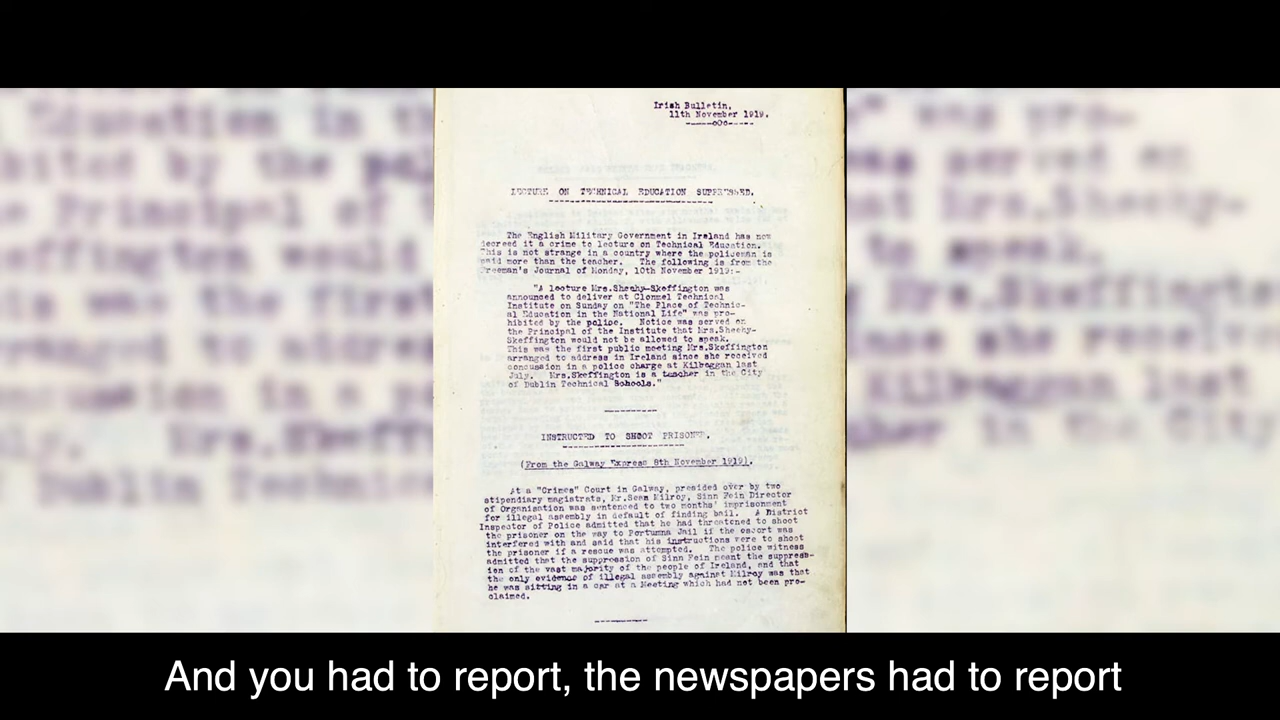 Irish Bulletin,
11th November 1919.
-----o0o-----
LECTURE ON TECHNICAL EDUCATION SUPPRESSED.
The English Military Government in Ireland has now
decreed it a crime to lecture on Technical Education.
This is not strange in a country where the policeman is
paid more than the teacher. The following is from the
Freeman's Journal of Monday, 10th November 1919:-
"A lecture Mrs.Sheehy-Skeffington was
announced to deliver at Clonmel Technical
Institute on Sunday on "The Place of Technic-
al Education in the National Life" was pro-
hibited by the police. Notice was served on
the Principal of the Institute that Mrs.Sheehy-
Skeffington would not be allowed to speak.
This was the first public meeting Mrs.Skeffington
arranged to address in Ireland since she received
concussion in a police charge at Kilbeggan last
July. Mrs.Skeffington is a teacher in the City
of Dublin Technical Schools."
INSTRUCTED TO SHOOT PRISONER.
(From the Galway Express 8th November 1919).
At a "Crimes" Court in Galway, presided over by two
stipendiary magistrats, Mr.Sean Milroy, Sinn Fein Director
of Organisation was sentenced to two months' imprisonment
for illegal assembly in default of finding bail. A District
Inspector of Police admitted that he had threatened to shoot
the prisoner on the way to Portumna Jail if the escort was
interfered with and said that his instructions were to shoot
the prisoner if a rescue was attempted. The police witness
admitted that the suppression of Sinn Fein meant the suppress-
ion of the vast majority of the people of Ireland, and that
the only evidence of illegal assembly against Milroy was that
he was sitting in a car at a Meeting which had not been pro-
claimed.
And you had to report, the newspapers had to report